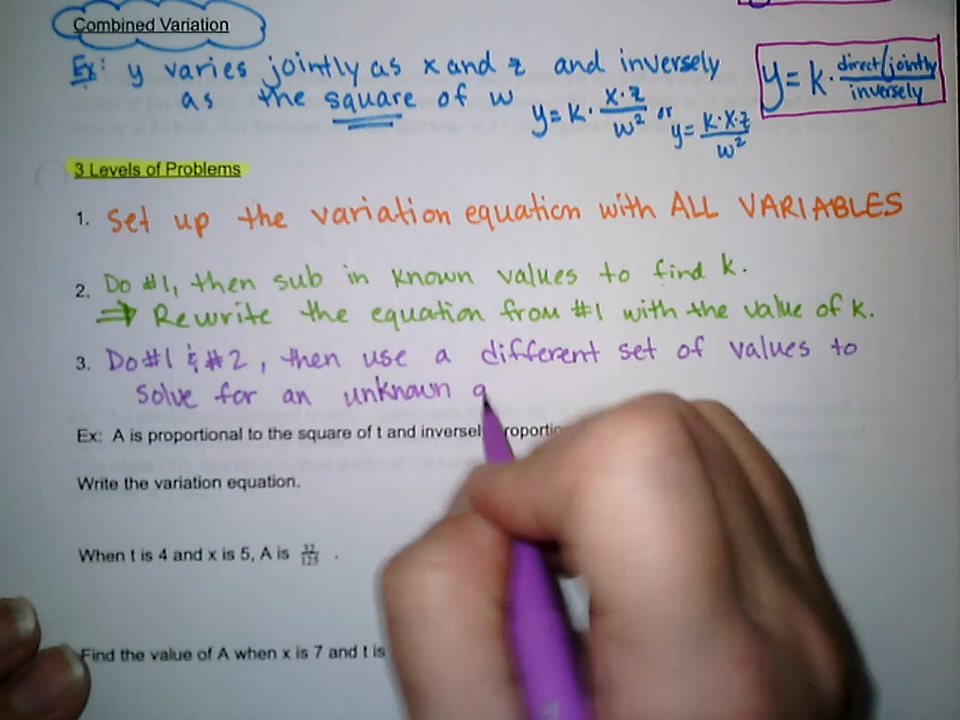 Combined Variation
Ex: y varies jointly as x and z and inversely
as the square of w
y = k · x·z / w² or
y = k·x·z / w²
y = k · direct/jointly / inversely
3 Levels of Problems
1. Set up the variation equation with ALL VARIABLES
2. Do #1, then sub in known values to find k.
⇒ Rewrite the equation from #1 with the value of k.
3. Do #1 & #2, then use a different set of values to
solve for an unknown
Ex: A is proportional to the square of t and
Write the variation equation.
When t is 4 and x is 5, A is 32/125 .
Find the value of A when x is 7 and t is